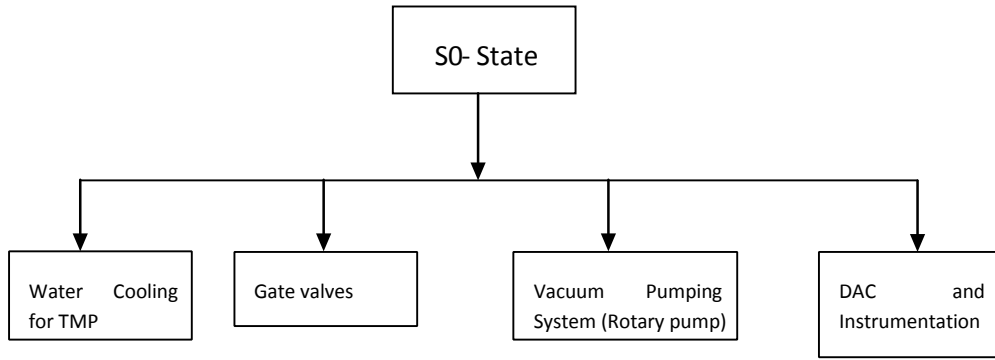 S0- State
Water Cooling
for TMP
Gate valves
Vacuum Pumping
System (Rotary pump)
DAC and
Instrumentation